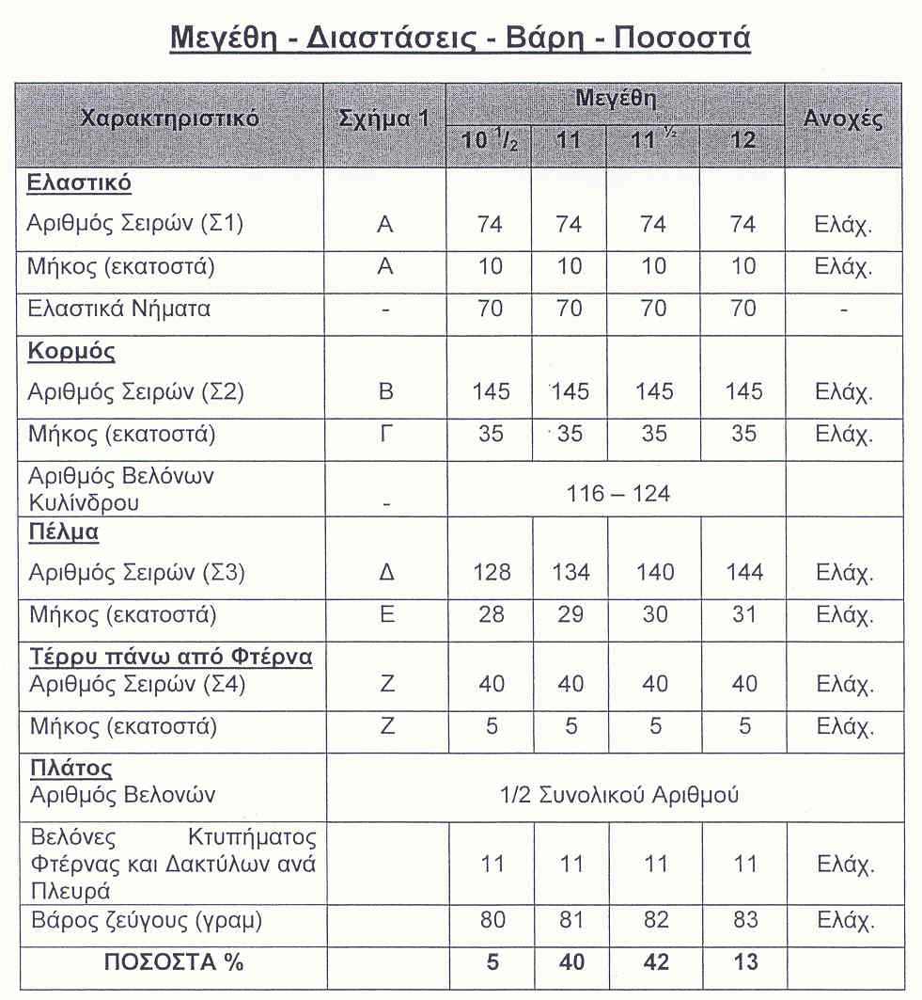 Μεγέθη - Διαστάσεις - Βάρη - Ποσοστά
Χαρακτηριστικό Σχήμα 1 Μεγέθη Ανοχές
10 1/2 11 11 ½ 12
Ελαστικό
Αριθμός Σειρών (Σ1) Α 74 74 74 74 Ελάχ.
Μήκος (εκατοστά) Α 10 10 10 10 Ελάχ.
Ελαστικά Νήματα - 70 70 70 70 -
Κορμός
Αριθμός Σειρών (Σ2) Β 145 145 145 145 Ελάχ.
Μήκος (εκατοστά) Γ 35 35 35 35 Ελάχ.
Αριθμός Βελόνων
Κυλίνδρου - 116 – 124
Πέλμα
Αριθμός Σειρών (Σ3) Δ 128 134 140 144 Ελάχ.
Μήκος (εκατοστά) Ε 28 29 30 31 Ελάχ.
Τέρρυ πάνω από Φτέρνα
Αριθμός Σειρών (Σ4) Ζ 40 40 40 40 Ελάχ.
Μήκος (εκατοστά) Ζ 5 5 5 5 Ελάχ.
Πλάτος
Αριθμός Βελονών 1/2 Συνολικού Αριθμού
Βελόνες Κτυπήματος
Φτέρνας και Δακτύλων ανά 11 11 11 11 Ελάχ.
Πλευρά
Βάρος ζεύγους (γραμ) 80 81 82 83 Ελάχ.
ΠΟΣΟΣΤΑ % 5 40 42 13